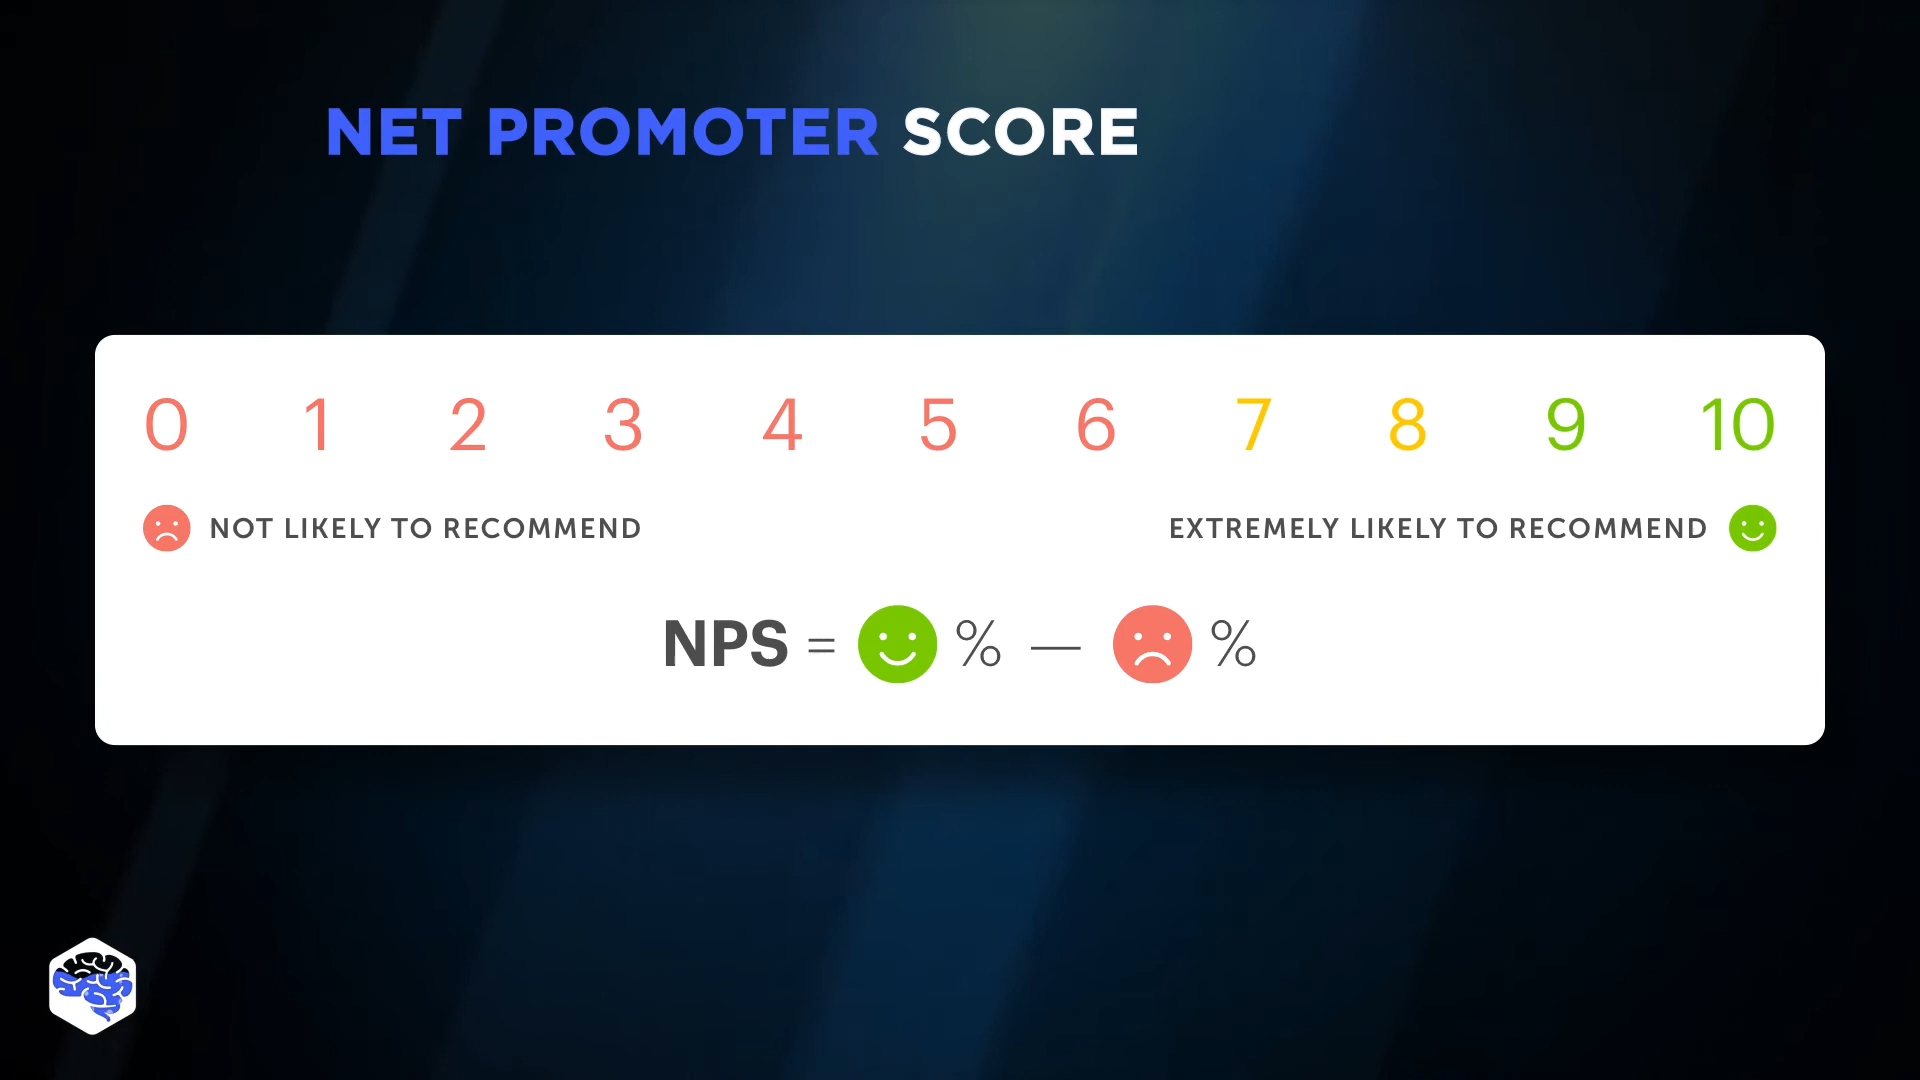 NET PROMOTER SCORE
0 1 2 3 4 5 6 7 8 9 10
NOT LIKELY TO RECOMMEND EXTREMELY LIKELY TO RECOMMEND
NPS = % — %